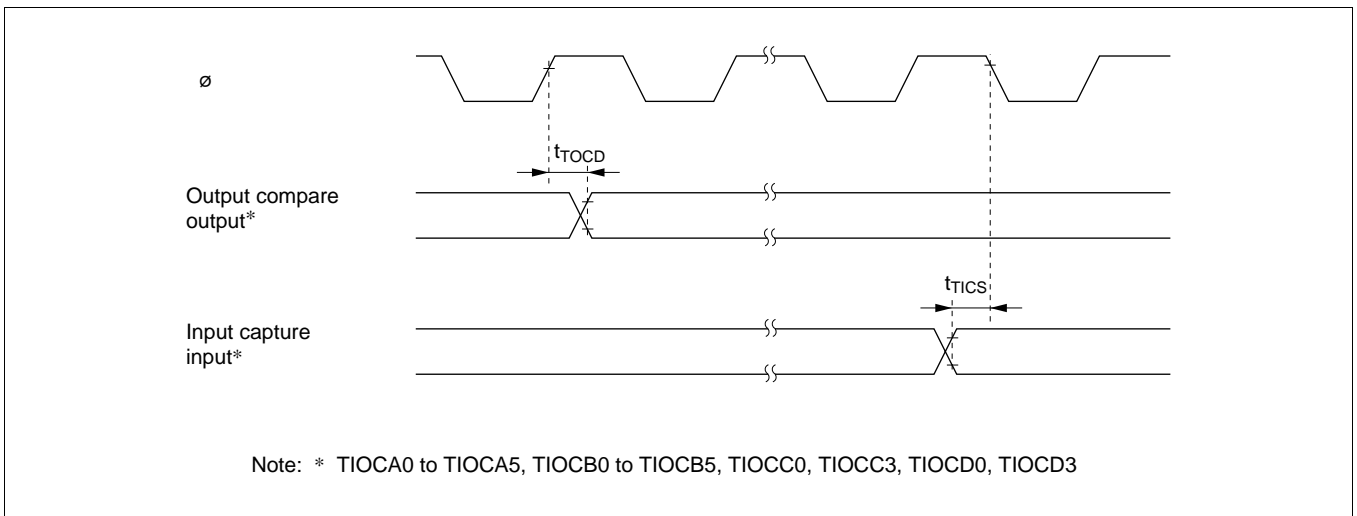 ø
tTOCD
Output compare
output*
tTICS
Input capture
input*
Note: * TIOCA0 to TIOCA5, TIOCB0 to TIOCB5, TIOCC0, TIOCC3, TIOCD0, TIOCD3